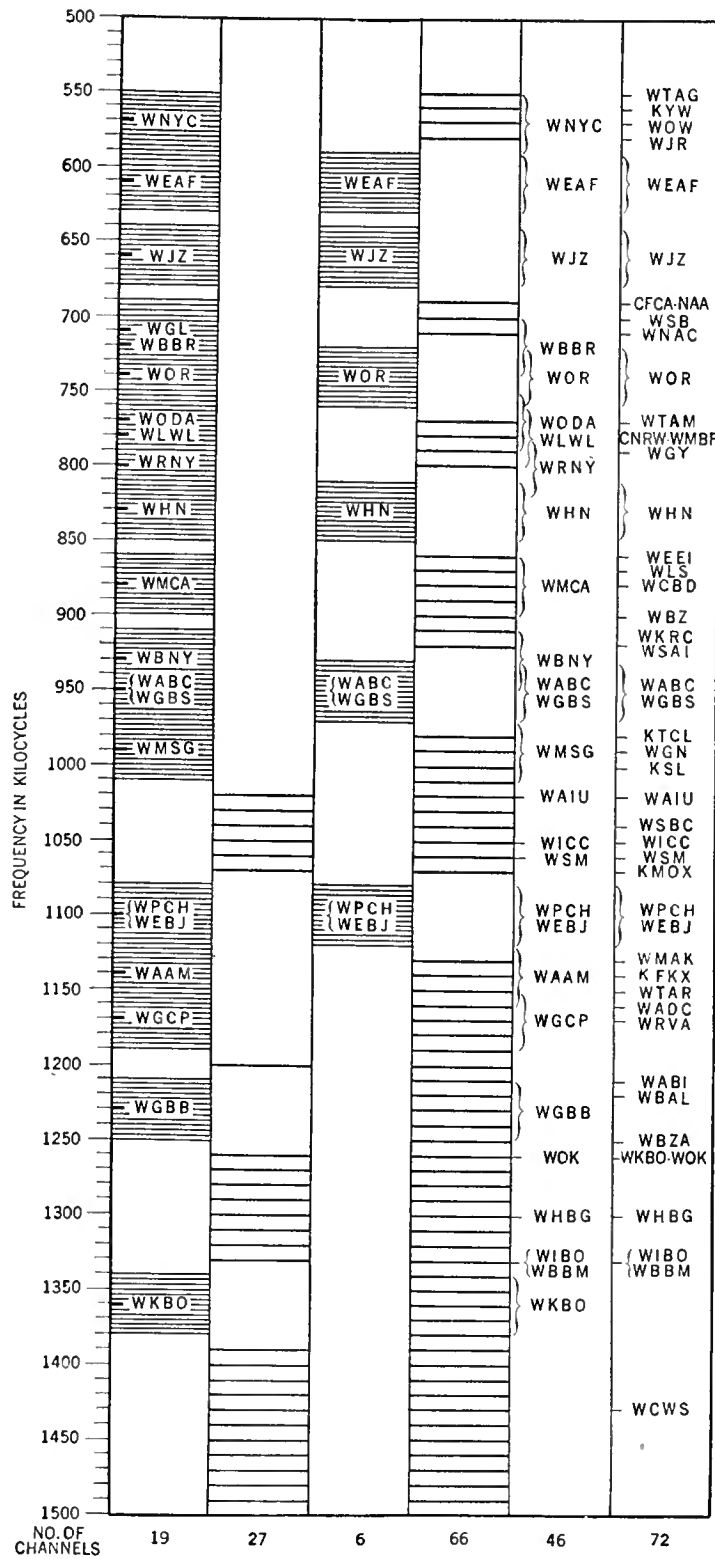 FREQUENCY IN KILOCYCLES
500
550
600
650
700
750
800
850
900
950
1000
1050
1100
1150
1200
1250
1300
1350
1400
1450
1500
WNYC
WEAF
WJZ
WGL
WBBR
WOR
WODA
WLWL
WRNY
WHN
WMCA
WBNY
WABC
WGBS
WMSG
WPCH
WEBJ
WAAM
WGCP
WGBB
WKBO
WEAF
WJZ
WOR
WHN
WABC
WGBS
WPCH
WEBJ
WNYC
WEAF
WJZ
WBBR
WOR
WODA
WLWL
WRNY
WHN
WMCA
WBNY
WABC
WGBS
WMSG
WAIU
WICC
WSM
WPCH
WEBJ
WAAM
WGCP
WGBB
WOK
WHBG
WIBO
WBBM
WKBO
WTAG
KYW
WOW
WJR
WEAF
WJZ
CFCA-NAA
WSB
WNAC
WOR
WTAM
CNRW-WMBF
WGY
WHN
WEEI
WLS
WCBD
WBZ
WKRC
WSAI
WABC
WGBS
KTCL
WGN
KSL
WAIU
WSBC
WICC
WSM
KMOX
WPCH
WEBJ
WMAK
KFKX
WTAR
WADC
WRVA
WABI
WBAL
WBZA
WKBO-WOK
WHBG
WIBO
WBBM
WCWS
NO. OF
CHANNELS
19 27 6 66 46 72